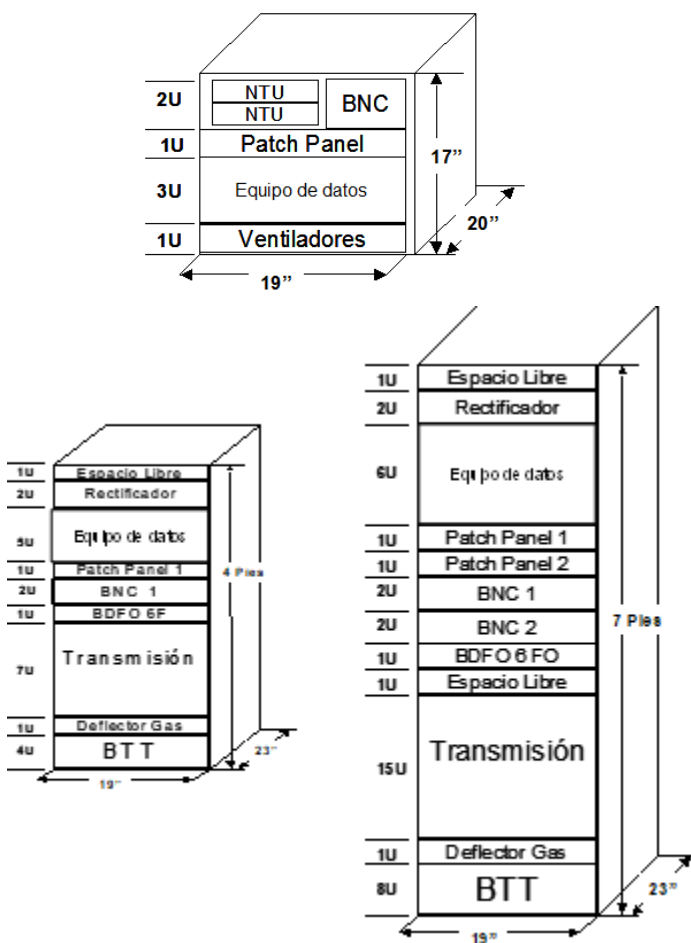 2U
NTU
NTU
BNC
1U
Patch Panel
17”
3U
Equipo de datos
20”
1U
Ventiladores
19”
1U
Espacio Libre
2U
Rectificador
5U
Equipo de datos
1U
Patch Panel 1
4 Pies
2U
BNC 1
1U
BDFO 6F
7U
Transmisión
1U
Deflector Gas
4U
BTT
23”
19”
1U
Espacio Libre
2U
Rectificador
6U
Equipo de datos
1U
Patch Panel 1
1U
Patch Panel 2
2U
BNC 1
7 Pies
2U
BNC 2
1U
BDFO 6 FO
1U
Espacio Libre
15U
Transmisión
1U
Deflector Gas
8U
BTT
23”
19”